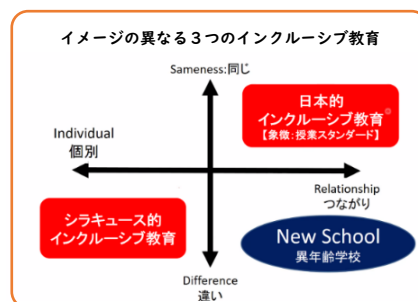 イメージの異なる３つのインクルーシブ教育
Sameness:同じ
日本的
インクルーシブ教育
【象徴:授業スタンダード】
Individual
個別
Relationship
つながり
シラキュース的
インクルーシブ教育
New School
異年齢学校
Difference
違い